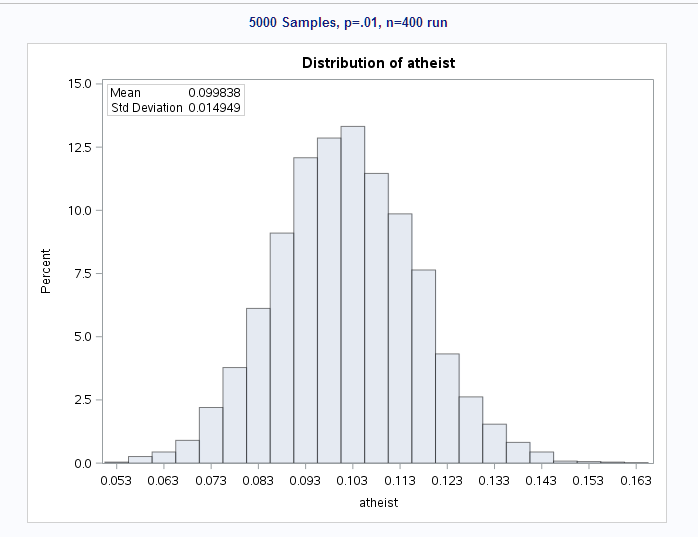 5000 Samples, p=.01, n=400 run
Distribution of atheist
Mean 0.099838
Std Deviation 0.014949
15.0
12.5
10.0
7.5
5.0
2.5
0.0
Percent
0.053 0.063 0.073 0.083 0.093 0.103 0.113 0.123 0.133 0.143 0.153 0.163
atheist